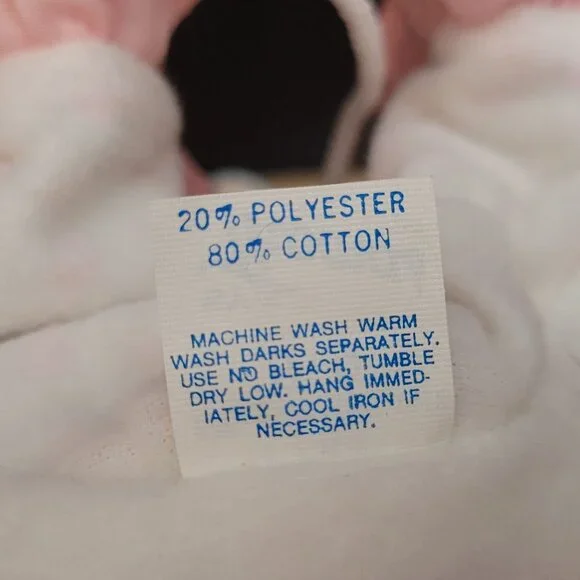 20% POLYESTER
80% COTTON
MACHINE WASH WARM
WASH DARKS SEPARATELY.
USE NO BLEACH, TUMBLE
DRY LOW. HANG IMMED-
IATELY, COOL IRON IF
NECESSARY.